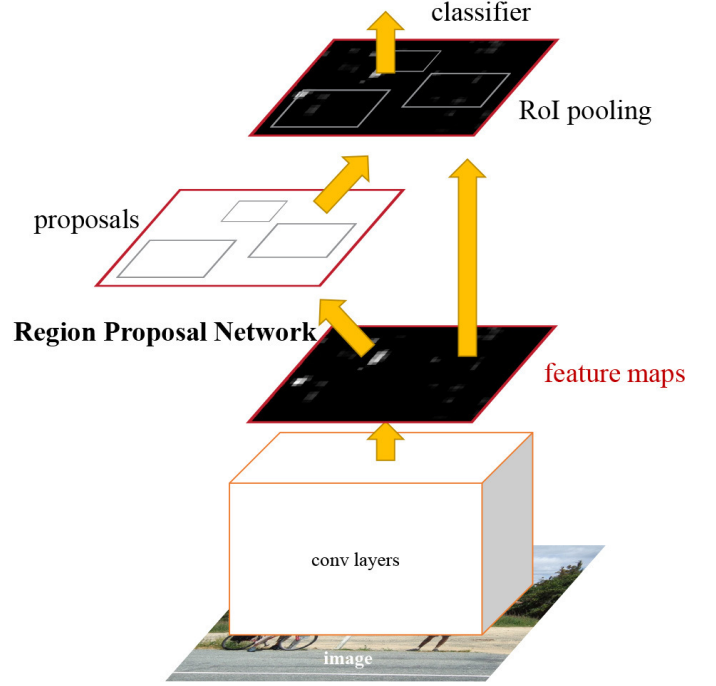 classifier
RoI pooling
proposals
Region Proposal Network
feature maps
conv layers
image